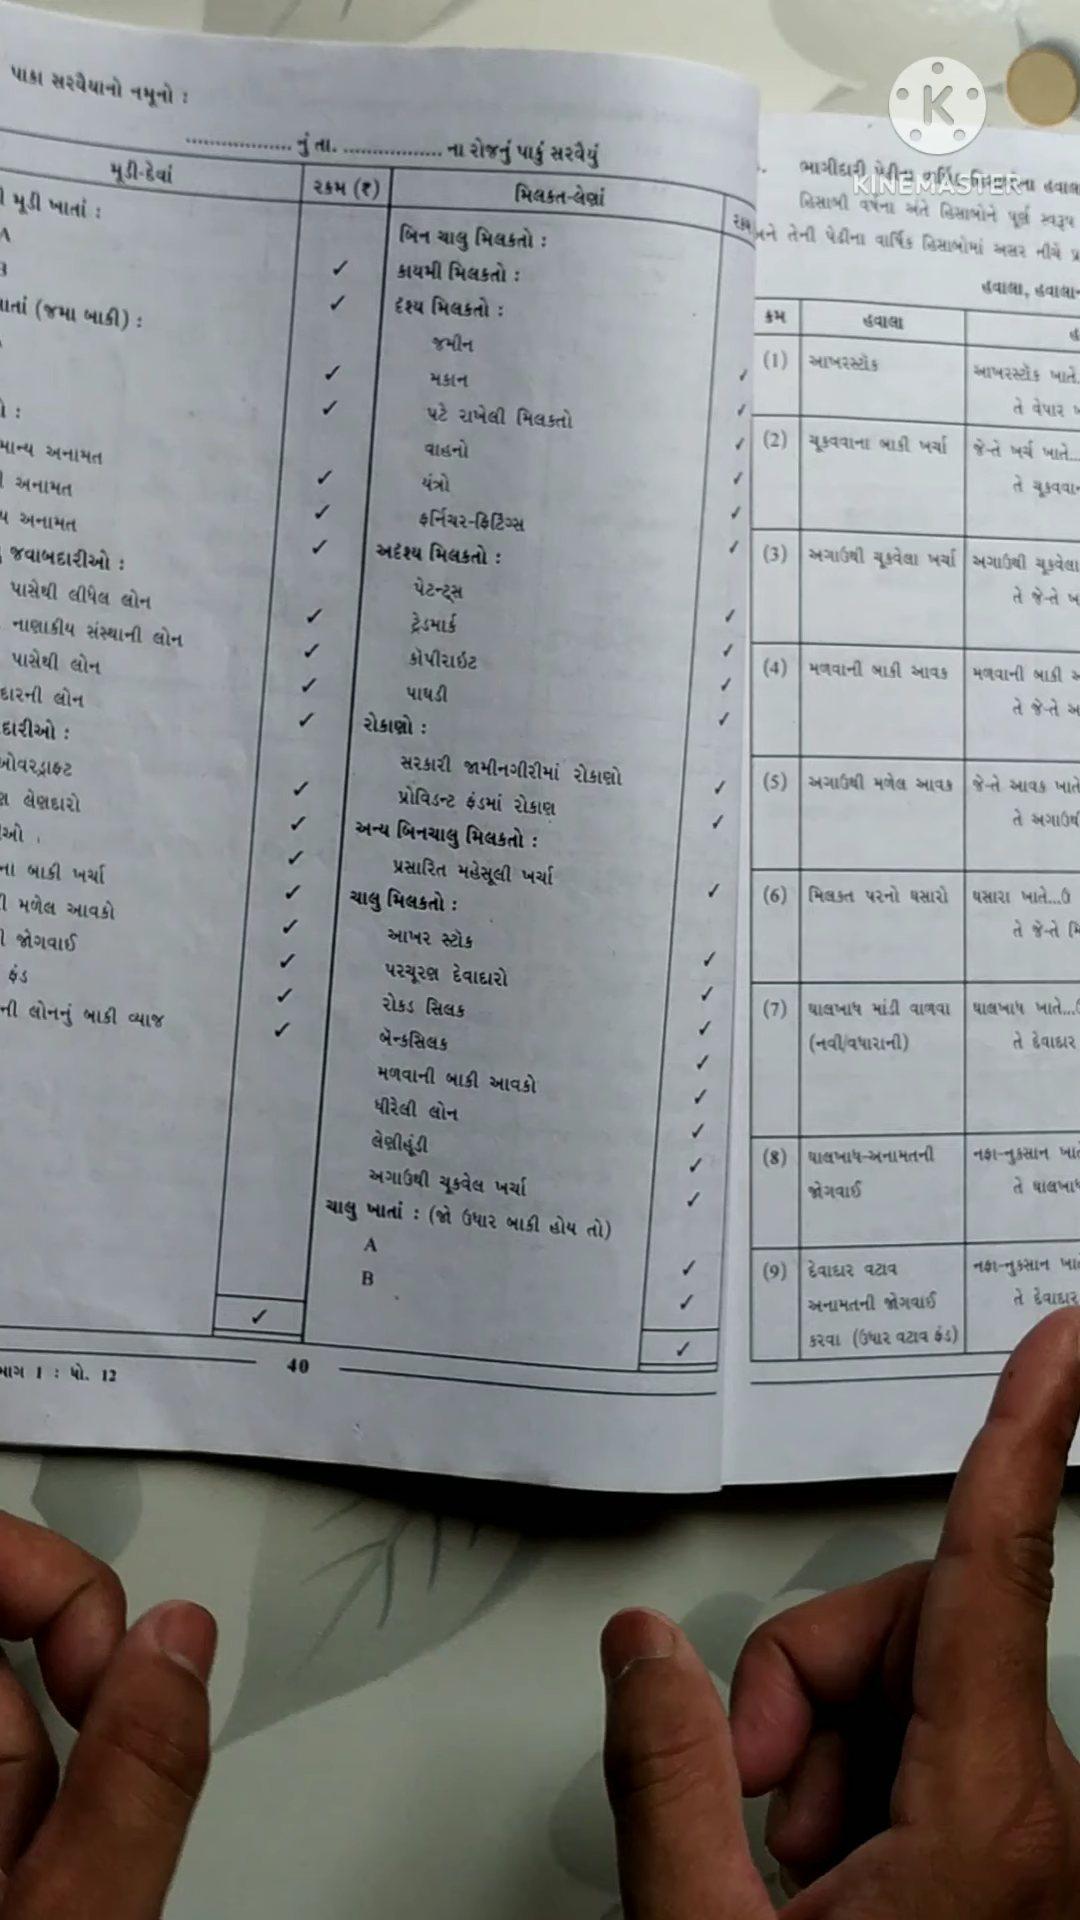 પાકા સરવૈયાનો નમૂનો :
.................. નું તા. ................. ના રોજનું પાકું સરવૈયું
મૂડી-દેવાં
રકમ (₹)
મિલકત-લેણાં
રકમ
મૂડી ખાતાં :
A
B
(જમા બાકી) :
અનામત
અનામત
અનામત
જવાબદારીઓ :
પાસેથી લીધેલ લોન
નાણાકીય સંસ્થાની લોન
પાસેથી લોન
લોન
ઓવરડ્રાફ્ટ
લેણદારો
બાકી ખર્ચા
મળેલ આવકો
જોગવાઈ
ફંડ
લોનનું બાકી વ્યાજ
બિન ચાલુ મિલકતો :
કાયમી મિલકતો :
દૃશ્ય મિલકતો :
જમીન
મકાન
પટે રાખેલી મિલકતો
વાહનો
યંત્રો
ફર્નિચર-ફિટિંગ્સ
અદૃશ્ય મિલકતો :
પેટન્ટ્સ
ટ્રેડમાર્ક
કૉપીરાઇટ
પાઘડી
રોકાણો :
સરકારી જામીનગીરીમાં રોકાણો
પ્રોવિડન્ટ ફંડમાં રોકાણ
અન્ય બિનચાલુ મિલકતો :
પ્રસારિત મહેસૂલી ખર્ચા
ચાલુ મિલકતો :
આખર સ્ટૉક
પરચૂરણ દેવાદારો
રોકડ સિલક
બૅન્કસિલક
મળવાની બાકી આવકો
ધીરેલી લોન
લેણીહૂંડી
અગાઉથી ચૂકવેલ ખર્ચા
ચાલુ ખાતાં : (જો ઉધાર બાકી હોય તો)
A
B
ભાગ 1 : ધો. 12
40
K
KINEMASTER
ભાગીદારી પેઢીના
હિસાબી વર્ષના અંતે હિસાબોને પૂર્ણ સ્વરૂપ
અને તેની પેઢીના વાર્ષિક હિસાબોમાં અસર નીચે
હવાલા,
ક્રમ
હવાલા
(1) આખરસ્ટૉક
આખરસ્ટૉક ખાતે
તે વેપાર
(2) ચૂકવવાના બાકી ખર્ચા
જે-તે ખર્ચ ખાતે...
તે
(3) અગાઉથી ચૂકવેલા ખર્ચા
અગાઉથી ચૂકવેલા
તે જે-તે
(4) મળવાની બાકી આવક
મળવાની બાકી
તે જે-તે
(5) અગાઉથી મળેલ આવક
જે-તે આવક ખાતે
તે
(6) મિલકત પરનો ઘસારો
ઘસારા ખાતે...ઉ
તે જે-તે
(7) ઘાલખાધ માંડી વાળવા
(નવી/વધારાની)
ઘાલખાધ ખાતે...
તે દેવાદાર
(8) ઘાલખાધ-અનામતની
જોગવાઈ
નફા-નુકસાન
તે
(9) દેવાદાર વટાવ
અનામતની જોગવાઈ
કરવા (ઉધાર વટાવ ફંડ)
નફા-નુકસાન
તે દેવાદાર